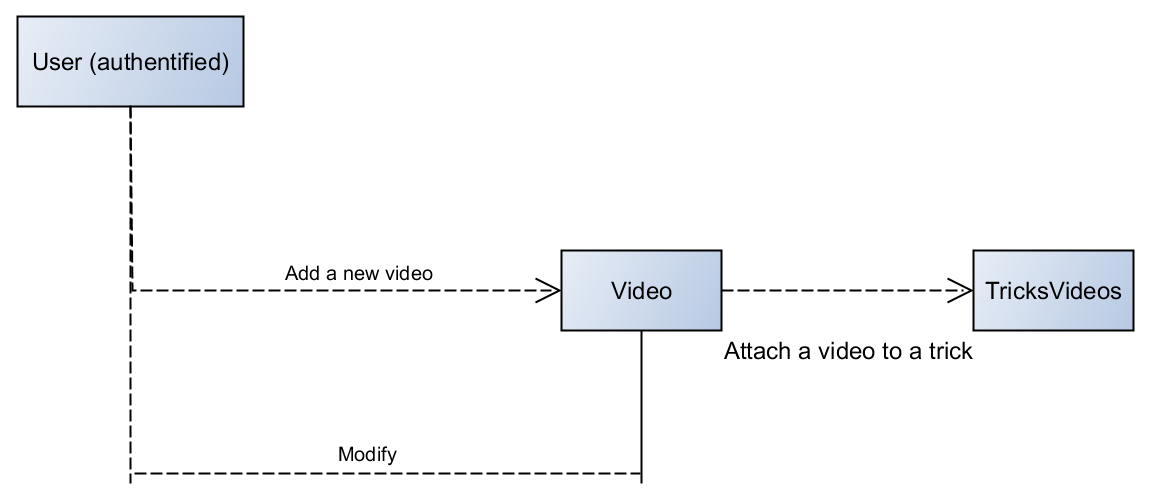 User (authentified)
Add a new video
Video
TricksVideos
Attach a video to a trick
Modify